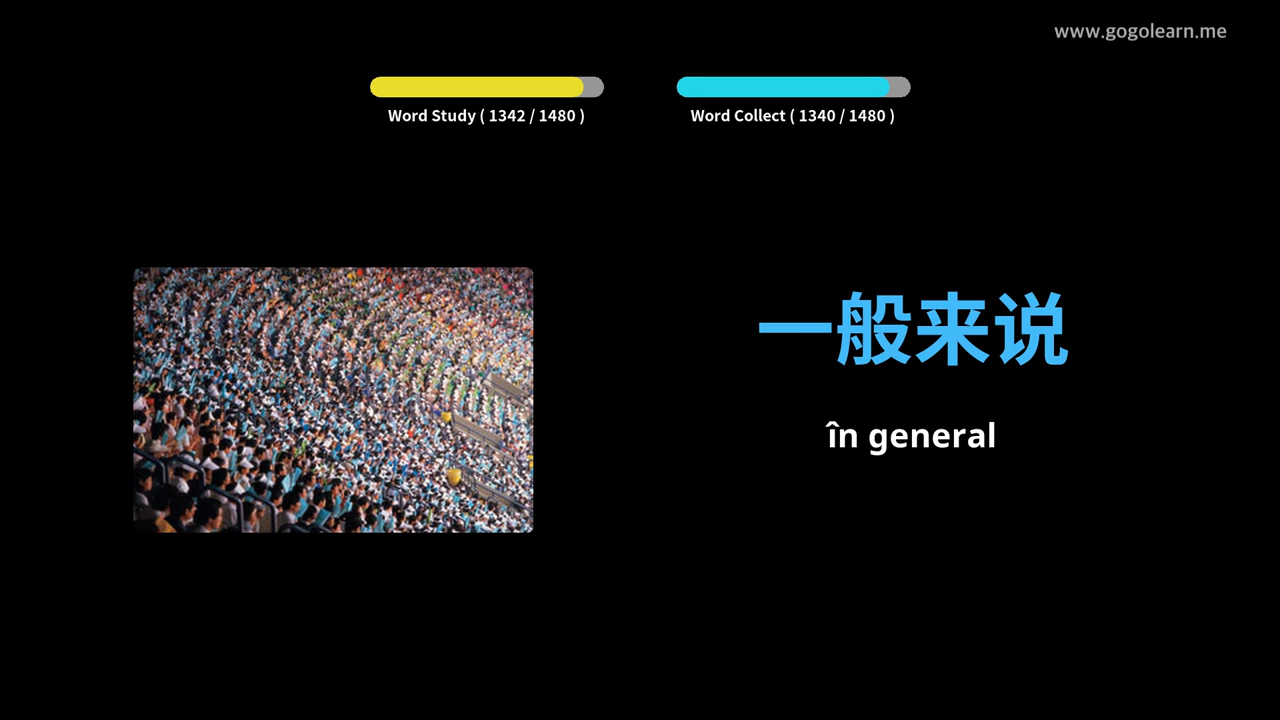 www.gogolearn.me
Word Study ( 1342 / 1480 )
Word Collect ( 1340 / 1480 )
一般来说
în general